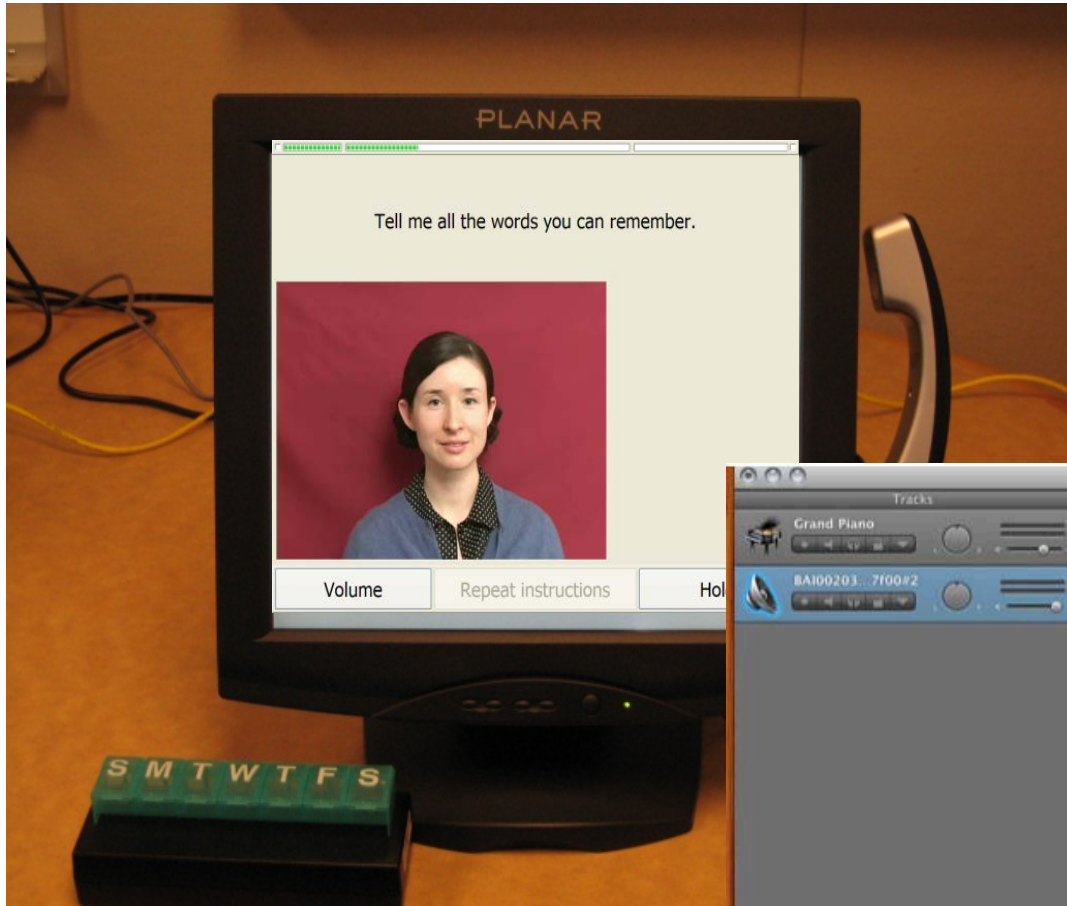 PLANAR
Tell me all the words you can remember.
Volume
Repeat instructions
Hol
Tracks
Grand Piano
BAI00203...7f00#2
S M T W T F S